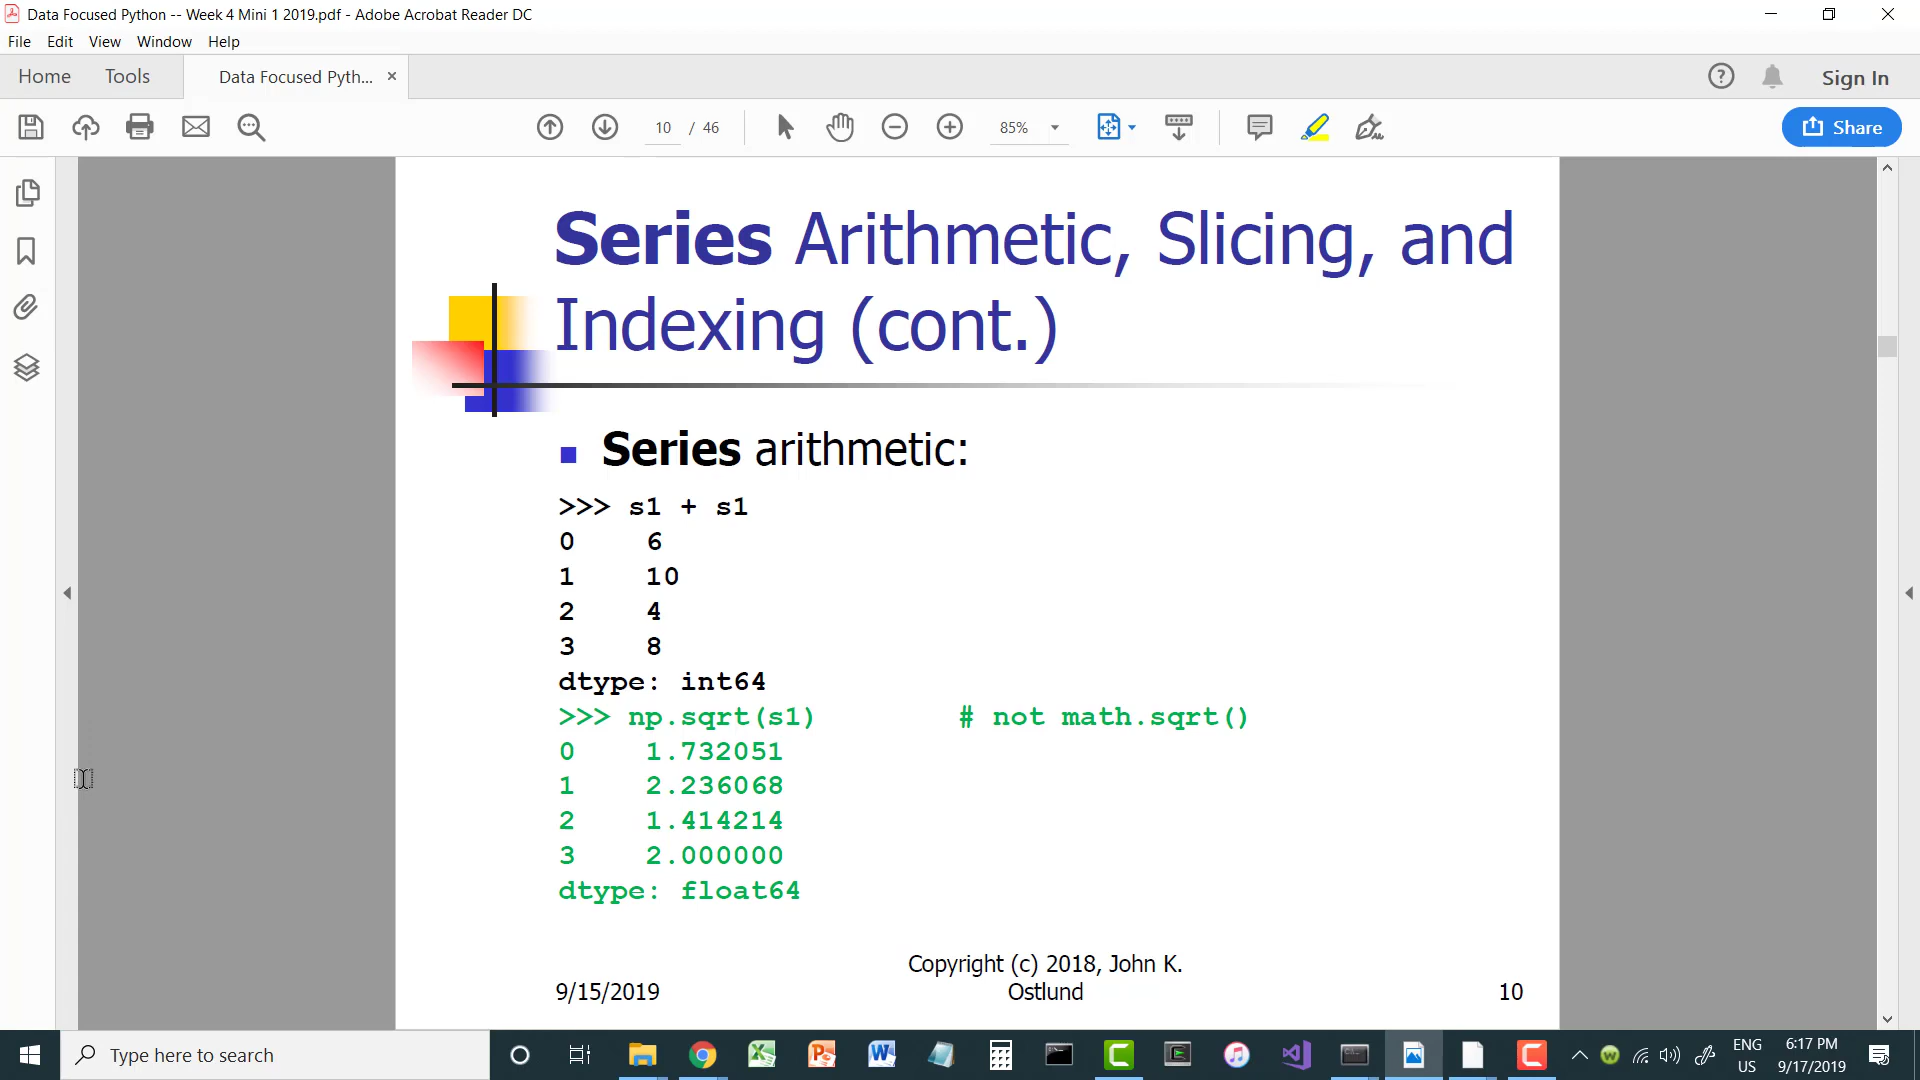 Data Focused Python -- Week 4 Mini 1 2019.pdf - Adobe Acrobat Reader DC
File Edit View Window Help
Home Tools Data Focused Pyth... × Sign In
10 / 46 85% Share
Series Arithmetic, Slicing, and
Indexing (cont.)
Series arithmetic:
>>> s1 + s1
0 6
1 10
2 4
3 8
dtype: int64
>>> np.sqrt(s1) # not math.sqrt()
0 1.732051
1 2.236068
2 1.414214
3 2.000000
dtype: float64
Copyright (c) 2018, John K.
9/15/2019 Ostlund 10
Type here to search
ENG 6:17 PM
US 9/17/2019